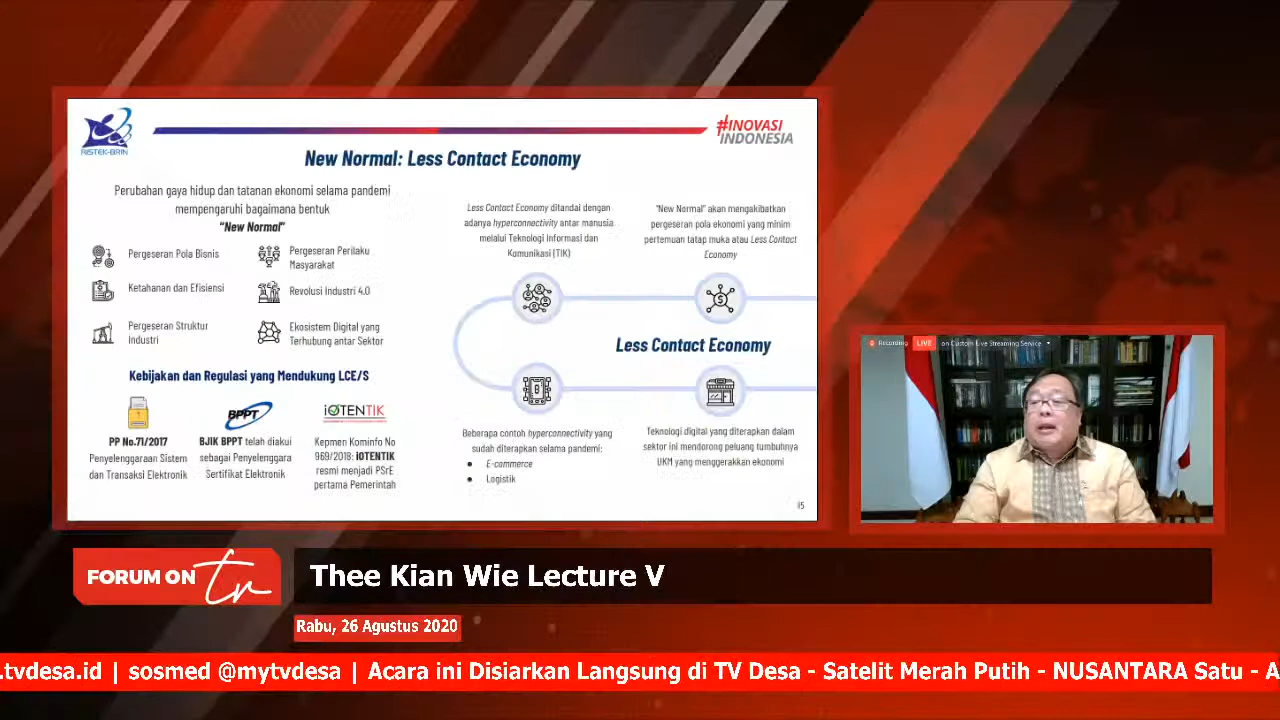 RISTEK-BRIN
#INOVASI
INDONESIA
New Normal: Less Contact Economy
Perubahan gaya hidup dan tatanan ekonomi selama pandemi
mempengaruhi bagaimana bentuk
“New Normal”
Pergeseran Pola Bisnis
Pergeseran Perilaku
Masyarakat
Ketahanan dan Efisiensi
Revolusi Industri 4.0
Pergeseran Struktur
Industri
Ekosistem Digital yang
Terhubung antar Sektor
Kebijakan dan Regulasi yang Mendukung LCE/S
PP No.71/2017
Penyelenggaraan Sistem
dan Transaksi Elektronik
BPPT
BJIK BPPT telah diakui
sebagai Penyelenggara
Sertifikat Elektronik
iOTENTIK
Kepmen Kominfo No
969/2018: iOTENTIK
resmi menjadi PSrE
pertama Pemerintah
Less Contact Economy ditandai dengan
adanya hyperconnectivity antar manusia
melalui Teknologi Informasi dan
Komunikasi (TIK)
"New Normal" akan mengakibatkan
pergeseran pola ekonomi yang minim
pertemuan tatap muka atau Less Contact
Economy
Less Contact Economy
Beberapa contoh hyperconnectivity yang
sudah diterapkan selama pandemi:
● E-commerce
● Logistik
Teknologi digital yang diterapkan dalam
sektor ini mendorong peluang tumbuhnya
UKM yang menggerakkan ekonomi
15
Recording LIVE on Custom Live Streaming Service
FORUM ON tr
Thee Kian Wie Lecture V
Rabu, 26 Agustus 2020
.tvdesa.id | sosmed @mytvdesa | Acara ini Disiarkan Langsung di TV Desa - Satelit Merah Putih - NUSANTARA Satu - A